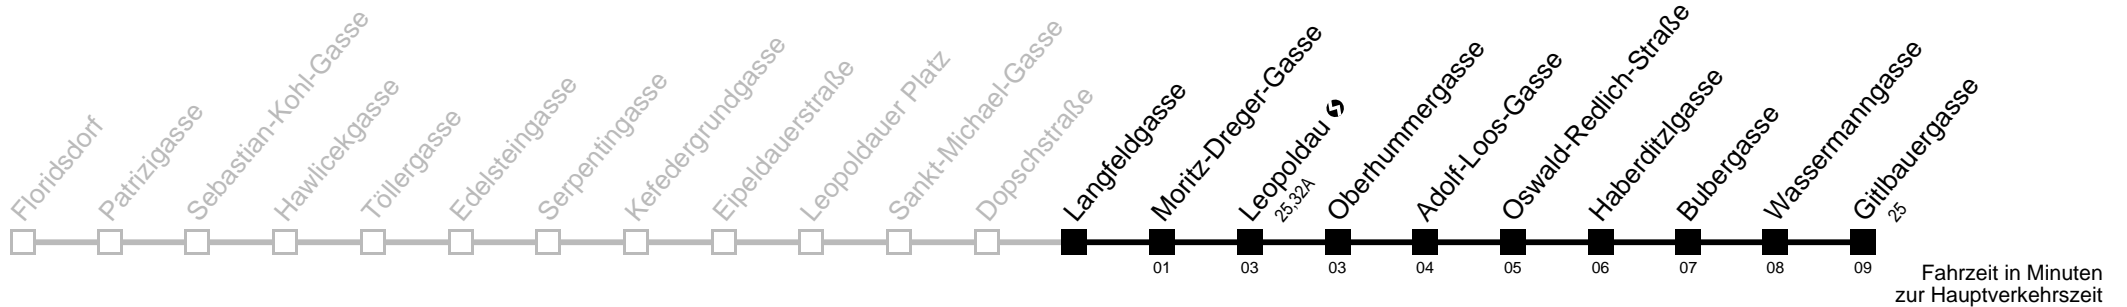 Floridsdorf
Patrizigasse
Sebastian-Kohl-Gasse
Hawlicekgasse
Töllergasse
Edelsteingasse
Serpentingasse
Kefedergrundgasse
Eipeldauerstraße
Leopoldauer Platz
Sankt-Michael-Gasse
Dopschstraße
Langfeldgasse
Moritz-Dreger-Gasse
Leopoldau
25,32A
Oberhummergasse
Adolf-Loos-Gasse
Oswald-Redlich-Straße
Haberditzlgasse
Bubergasse
Wassermanngasse
Gitlbauergasse
25
01 03 03 04 05 06 07 08 09
Fahrzeit in Minuten
zur Hauptverkehrszeit